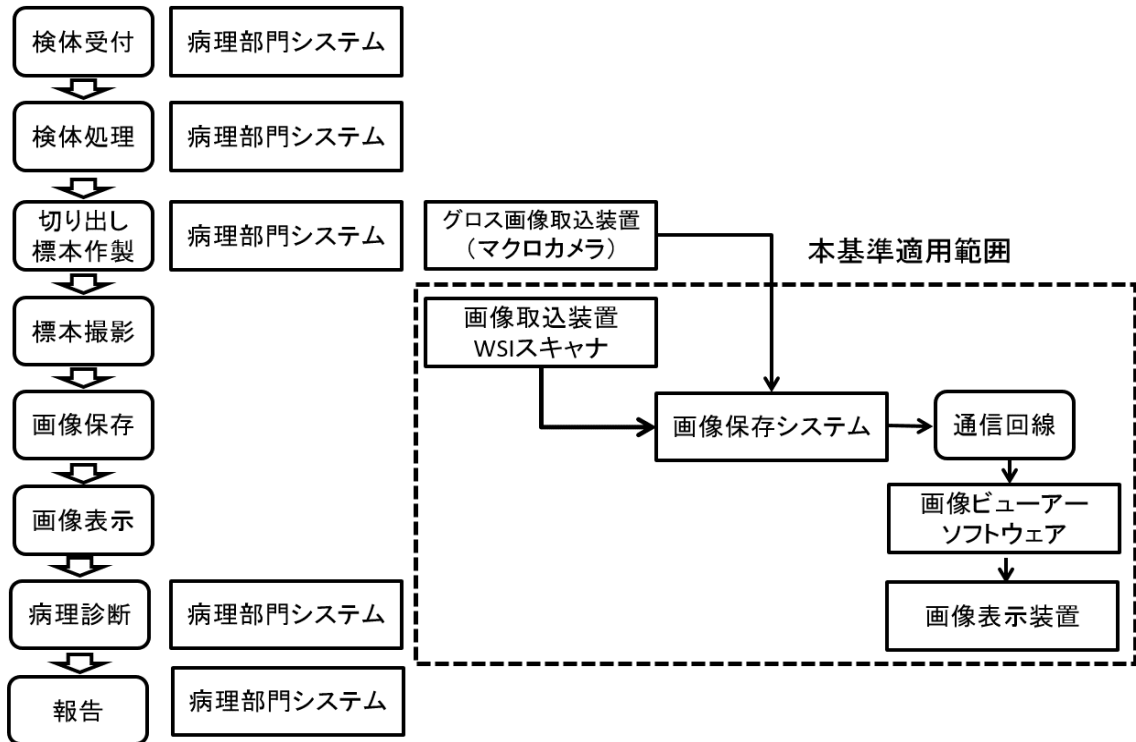 検体受付
病理部門システム
検体処理
病理部門システム
切り出し
標本作製
病理部門システム
グロス画像取込装置
（マクロカメラ）
本基準適用範囲
標本撮影
画像取込装置
WSIスキャナ
画像保存
画像保存システム
通信回線
画像表示
画像ビューアー
ソフトウェア
病理診断
病理部門システム
画像表示装置
報告
病理部門システム